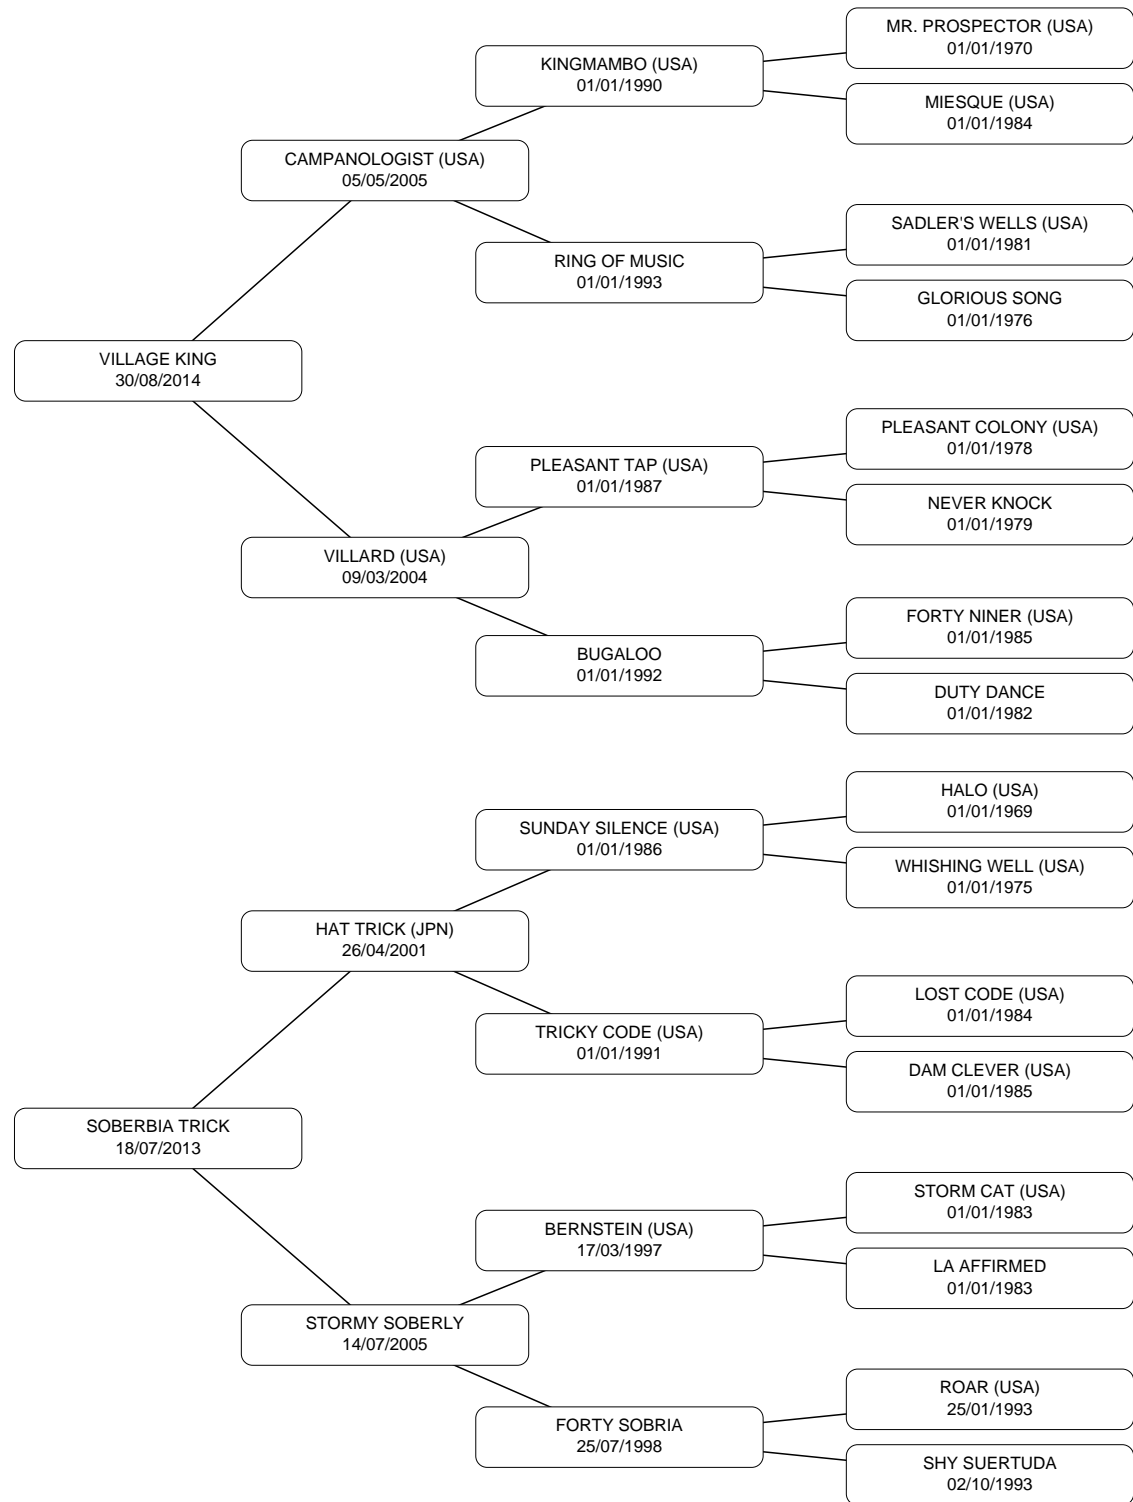 MR. PROSPECTOR (USA)
01/01/1970
KINGMAMBO (USA)
01/01/1990
MIESQUE (USA)
01/01/1984
CAMPANOLOGIST (USA)
05/05/2005
SADLER'S WELLS (USA)
01/01/1981
RING OF MUSIC
01/01/1993
GLORIOUS SONG
01/01/1976
VILLAGE KING
30/08/2014
PLEASANT COLONY (USA)
01/01/1978
PLEASANT TAP (USA)
01/01/1987
NEVER KNOCK
01/01/1979
VILLARD (USA)
09/03/2004
FORTY NINER (USA)
01/01/1985
BUGALOO
01/01/1992
DUTY DANCE
01/01/1982
HALO (USA)
01/01/1969
SUNDAY SILENCE (USA)
01/01/1986
WHISHING WELL (USA)
01/01/1975
HAT TRICK (JPN)
26/04/2001
LOST CODE (USA)
01/01/1984
TRICKY CODE (USA)
01/01/1991
DAM CLEVER (USA)
01/01/1985
SOBERBIA TRICK
18/07/2013
STORM CAT (USA)
01/01/1983
BERNSTEIN (USA)
17/03/1997
LA AFFIRMED
01/01/1983
STORMY SOBERLY
14/07/2005
ROAR (USA)
25/01/1993
FORTY SOBRIA
25/07/1998
SHY SUERTUDA
02/10/1993